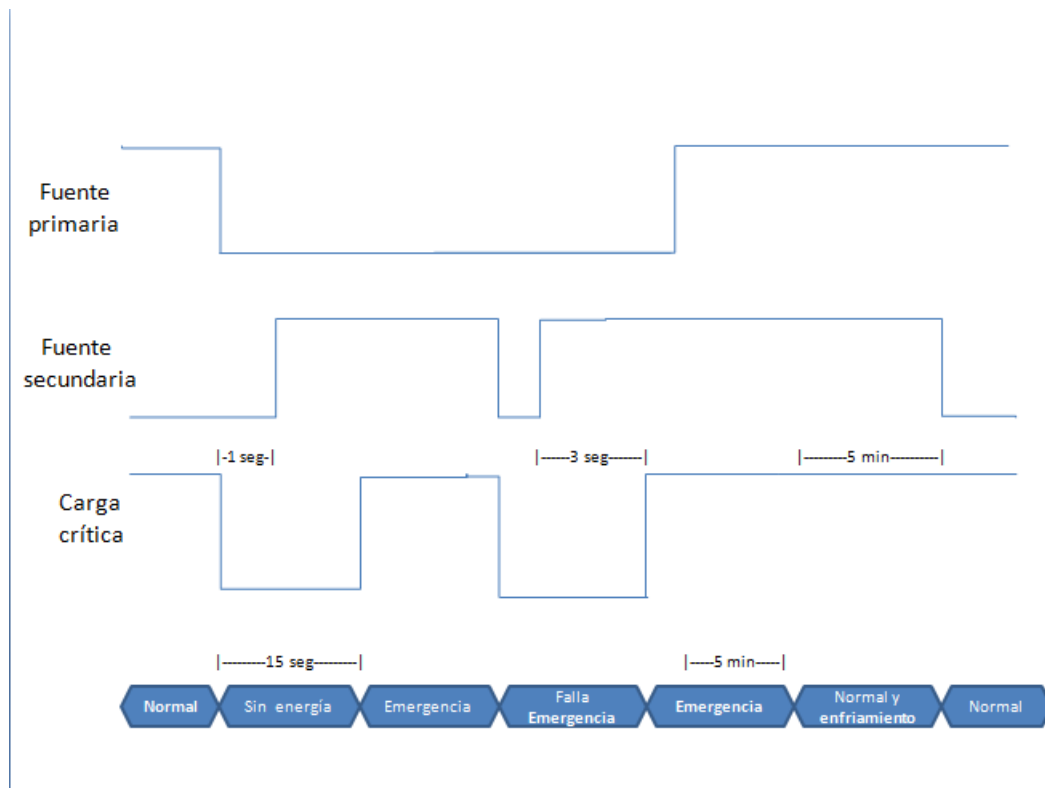 Fuente
primaria
Fuente
secundaria
|-1 seg-|
|------3 seg-------|
|---------5 min----------|
Carga
crítica
|---------15 seg---------|
|-----5 min-----|
Normal
Sin energía
Emergencia
Falla
Emergencia
Emergencia
Normal y
enfriamiento
Normal